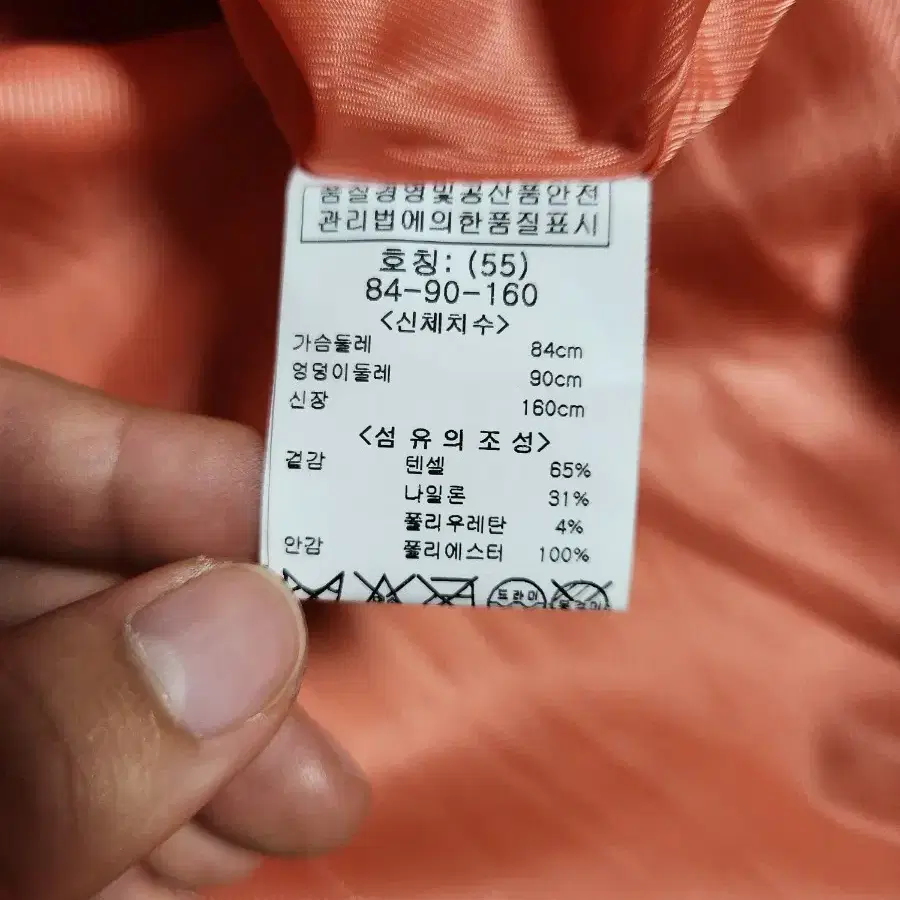 품질경영및공산품안전
관리법에의한품질표시
호칭: (55)
84-90-160
<신체치수>
가슴둘레 84cm
엉덩이둘레 90cm
신장 160cm
<섬 유 의 조 성>
겉감 텐셀 65%
나일론 31%
폴리우레탄 4%
안감 폴리에스터 100%
드라이